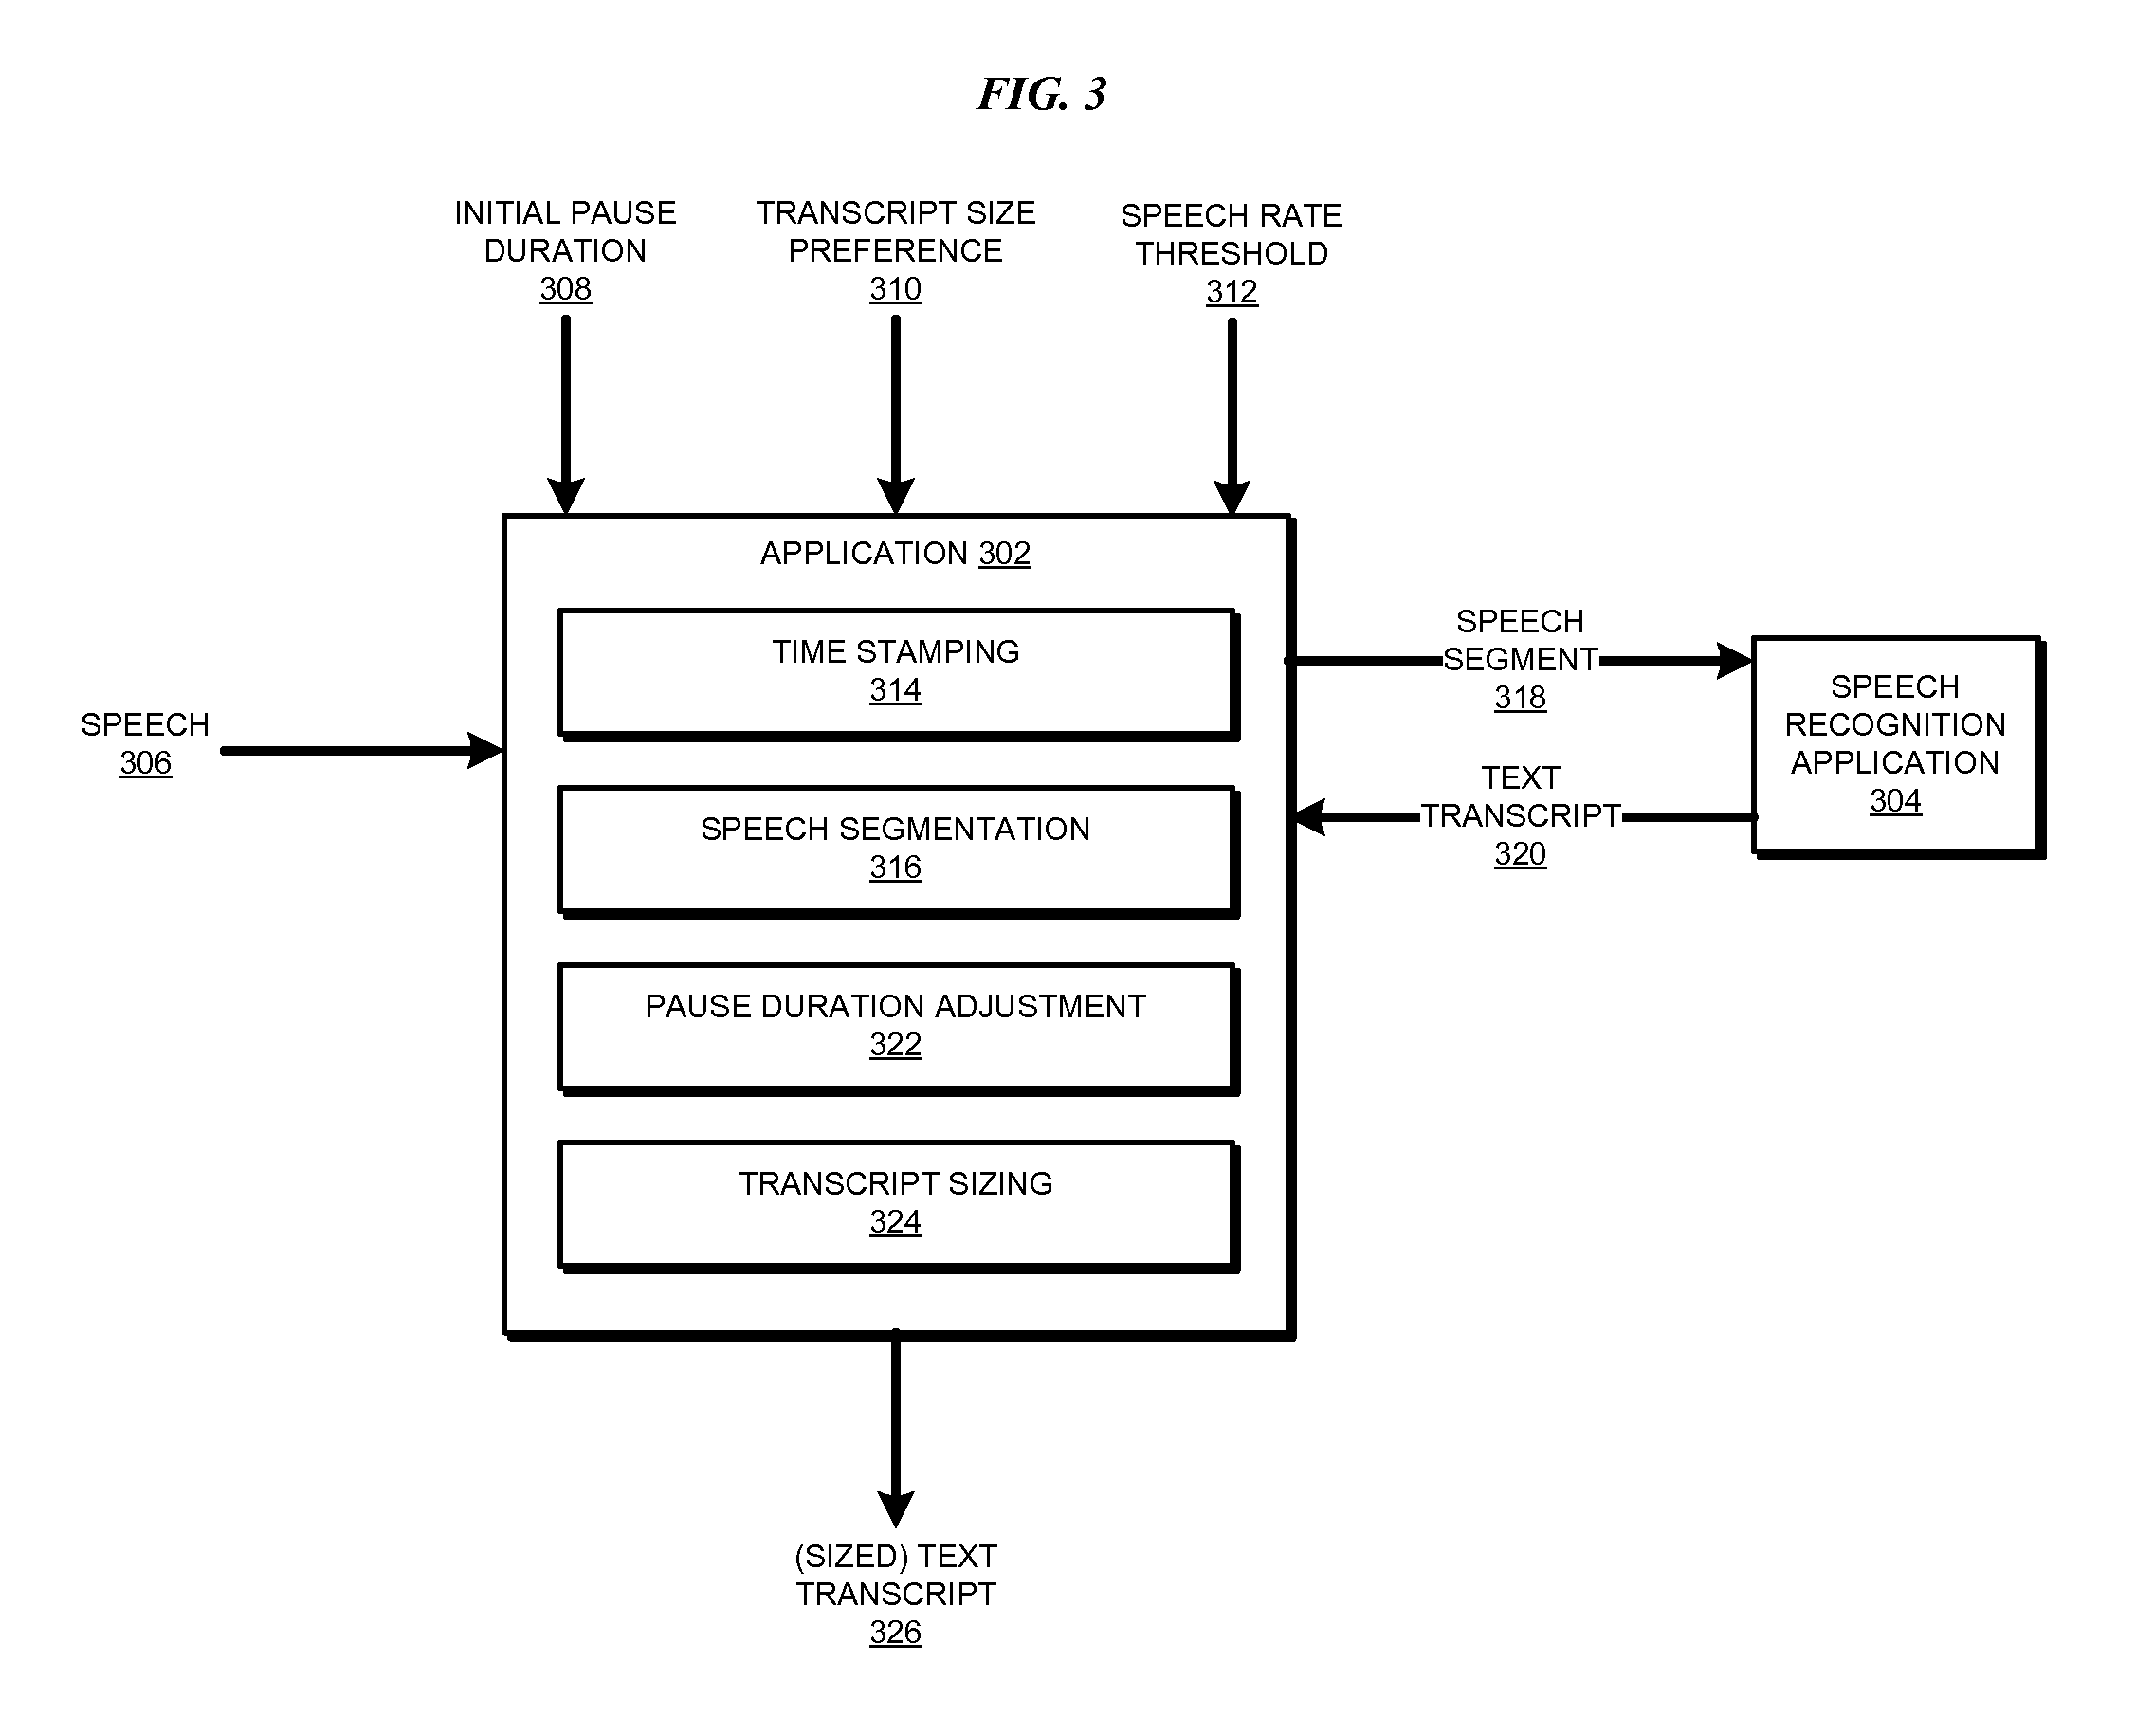 FIG. 3
INITIAL PAUSE
DURATION
308
TRANSCRIPT SIZE
PREFERENCE
310
SPEECH RATE
THRESHOLD
312
APPLICATION 302
TIME STAMPING
314
SPEECH SEGMENTATION
316
PAUSE DURATION ADJUSTMENT
322
TRANSCRIPT SIZING
324
SPEECH
306
SPEECH
SEGMENT
318
TEXT
TRANSCRIPT
320
SPEECH
RECOGNITION
APPLICATION
304
(SIZED) TEXT
TRANSCRIPT
326